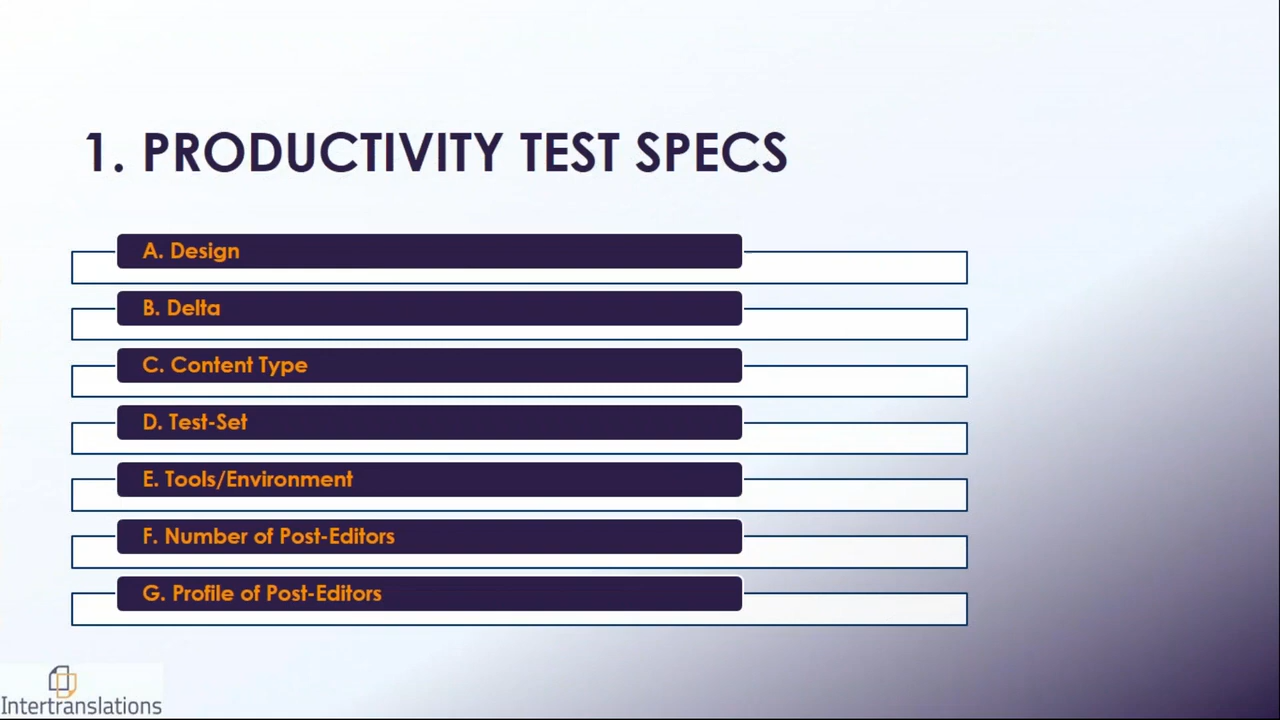 1. PRODUCTIVITY TEST SPECS
A. Design
B. Delta
C. Content Type
D. Test-Set
E. Tools/Environment
F. Number of Post-Editors
G. Profile of Post-Editors
Intertranslations